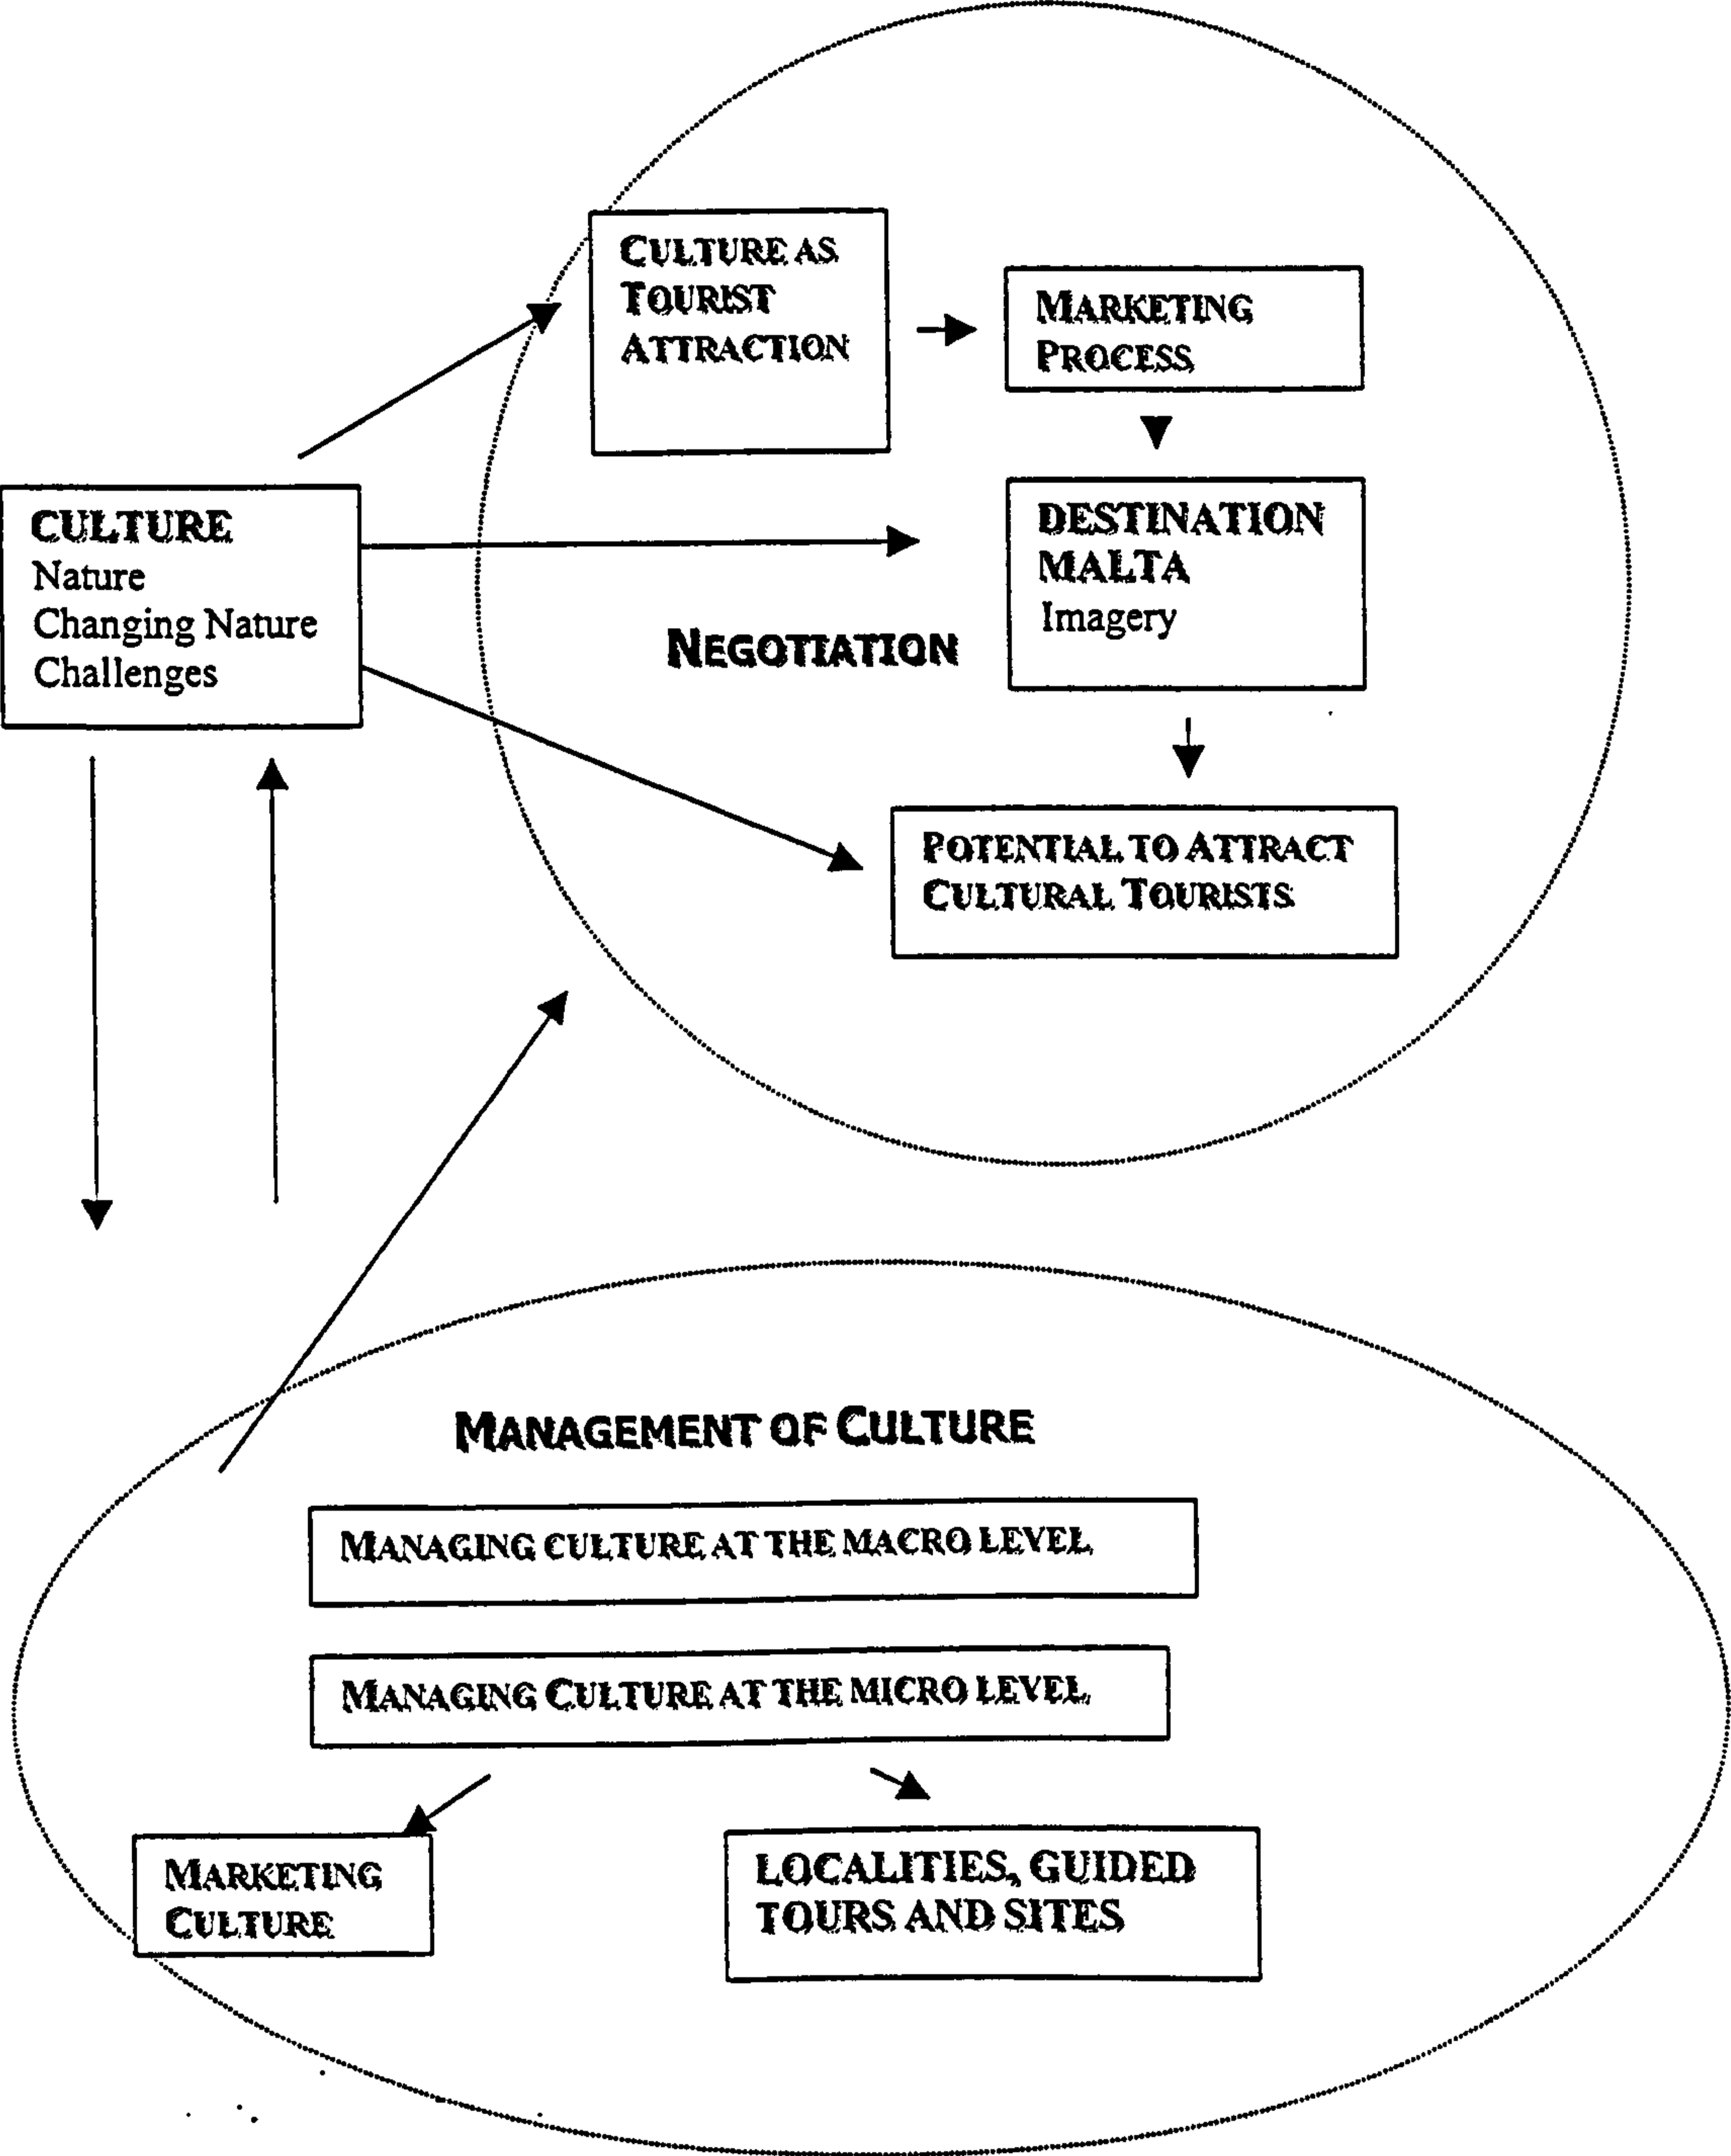 CULTURE AS
TOURIST
ATTRACTION
MARKETING
PROCESS
CULTURE
Nature
Changing Nature
Challenges
DESTINATION
MALTA
Imagery
NEGOTIATION
POTENTIAL TO ATTRACT
CULTURAL TOURISTS
MANAGEMENT OF CULTURE
MANAGING CULTURE AT THE MACRO LEVEL
MANAGING CULTURE AT THE MICRO LEVEL
MARKETING
CULTURE
LOCALITIES, GUIDED
TOURS AND SITES